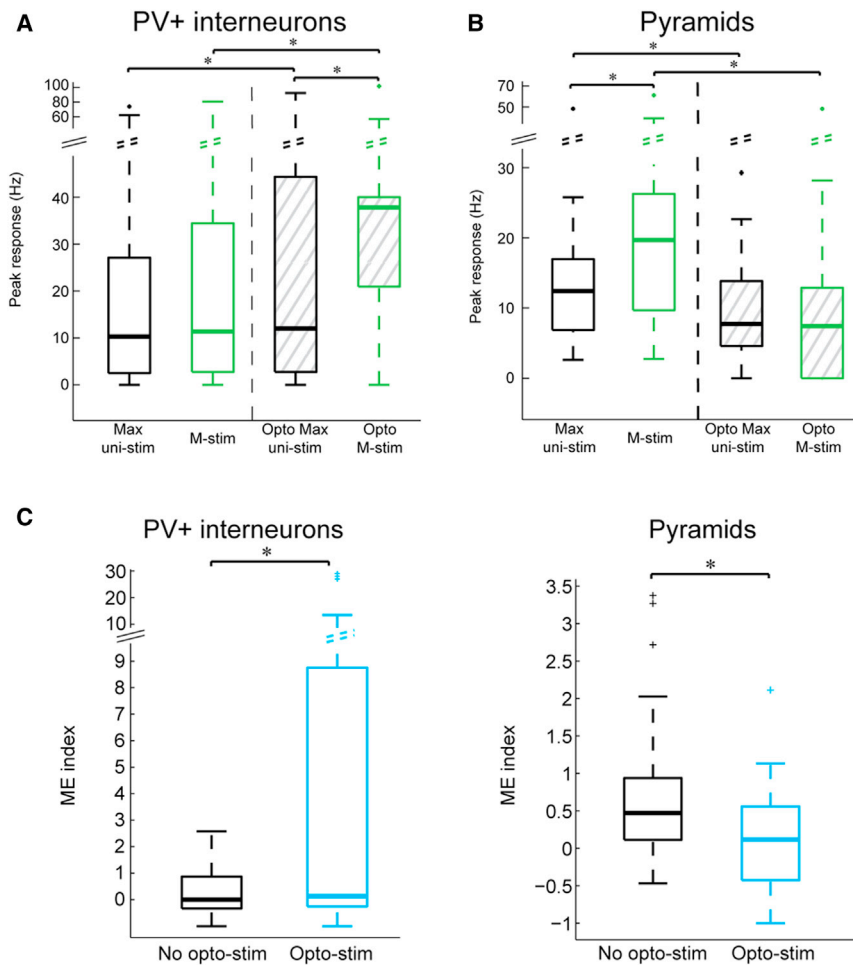 A
PV+ interneurons
*
*
*
100
80
60
40
30
20
10
0
Peak response (Hz)
Max
uni-stim
M-stim
Opto Max
uni-stim
Opto
M-stim
B
Pyramids
*
*
*
70
50
30
20
10
0
Peak response (Hz)
Max
uni-stim
M-stim
Opto Max
uni-stim
Opto
M-stim
C
PV+ interneurons
*
30
20
10
9
8
7
6
5
4
3
2
1
0
ME index
No opto-stim
Opto-stim
Pyramids
*
3.5
3
2.5
2
1.5
1
0.5
0
−0.5
−1
ME index
No opto-stim
Opto-stim